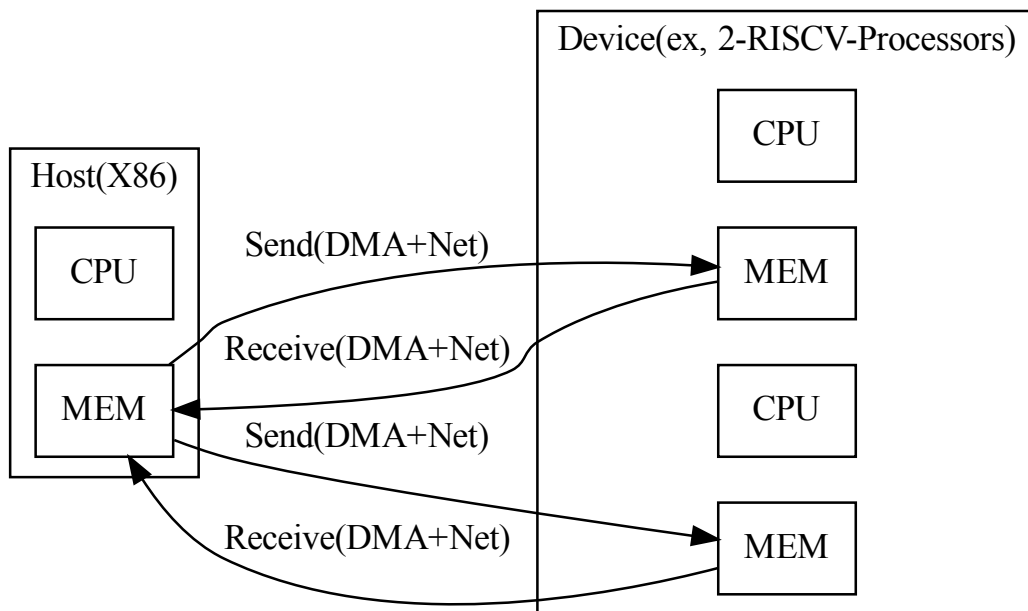 Device(ex, 2-RISCV-Processors)
CPU
Host(X86)
CPU
Send(DMA+Net)
MEM
Receive(DMA+Net)
MEM
CPU
Send(DMA+Net)
Receive(DMA+Net)
MEM